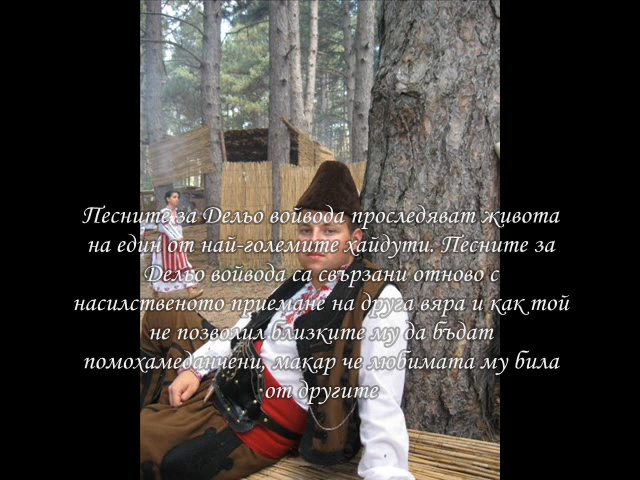 Песните за Дельо войвода проследяват живота
на един от най-големите хайдути. Песните за
Дельо войвода са свързани отново с
насилственото приемане на друга вяра и как той
не позволил близките му да бъдат
помохамеданчени, макар че любимата му била
от другите